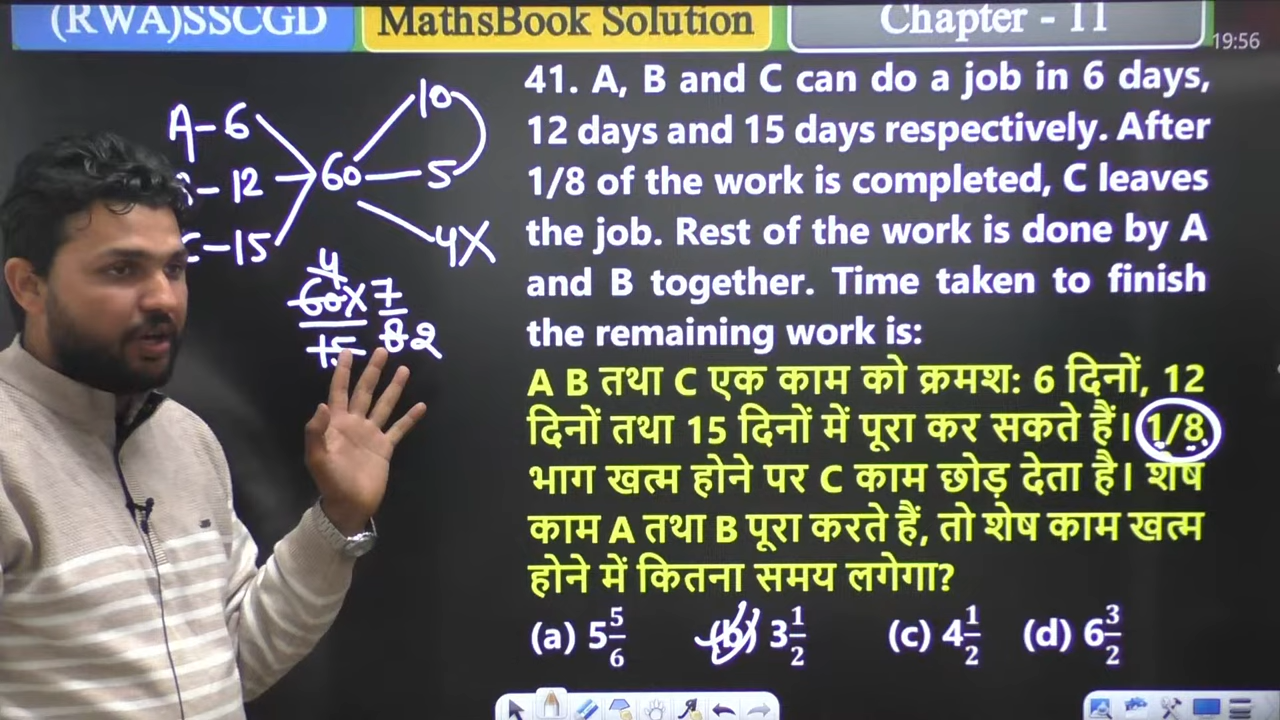 (RWA)SSCGD
MathsBook Solution
Chapter - 11
19:56
A-6
- 12
C-15
60
10
5
4X
4
60x7
15 8 2
41. A, B and C can do a job in 6 days,
12 days and 15 days respectively. After
1/8 of the work is completed, C leaves
the job. Rest of the work is done by A
and B together. Time taken to finish
the remaining work is:
A B तथा C एक काम को क्रमश: 6 दिनों, 12
दिनों तथा 15 दिनों में पूरा कर सकते हैं। 1/8
भाग खत्म होने पर C काम छोड़ देता है। शेष
काम A तथा B पूरा करते हैं, तो शेष काम खत्म
होने में कितना समय लगेगा?
(a) 5 5/6 (b) 3 1/2 (c) 4 1/2 (d) 6 3/2